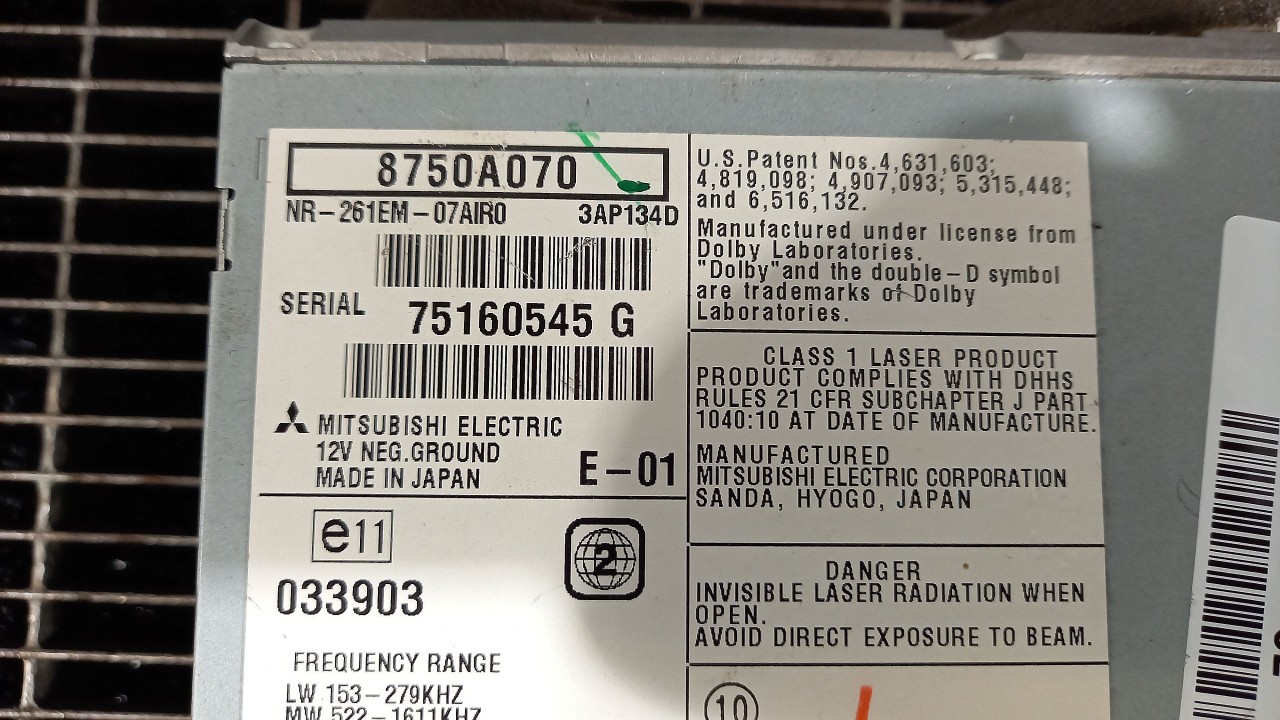 8750A070
NR-261EM-07AIR0 3AP134D
SERIAL 75160545 G
MITSUBISHI ELECTRIC
12V NEG.GROUND
MADE IN JAPAN
E-01
e11
2
033903
FREQUENCY RANGE
LW 153-279KHZ
MW 522-1611KHZ
U.S.Patent Nos.4,631,603;
4,819,098; 4,907,093; 5,315,448;
and 6,516,132.
Manufactured under license from
Dolby Laboratories.
"Dolby"and the double-D symbol
are trademarks of Dolby
Laboratories.
CLASS 1 LASER PRODUCT
PRODUCT COMPLIES WITH DHHS
RULES 21 CFR SUBCHAPTER J PART
1040:10 AT DATE OF MANUFACTURE.
MANUFACTURED
MITSUBISHI ELECTRIC CORPORATION
SANDA, HYOGO, JAPAN
DANGER
INVISIBLE LASER RADIATION WHEN
OPEN.
AVOID DIRECT EXPOSURE TO BEAM.
10